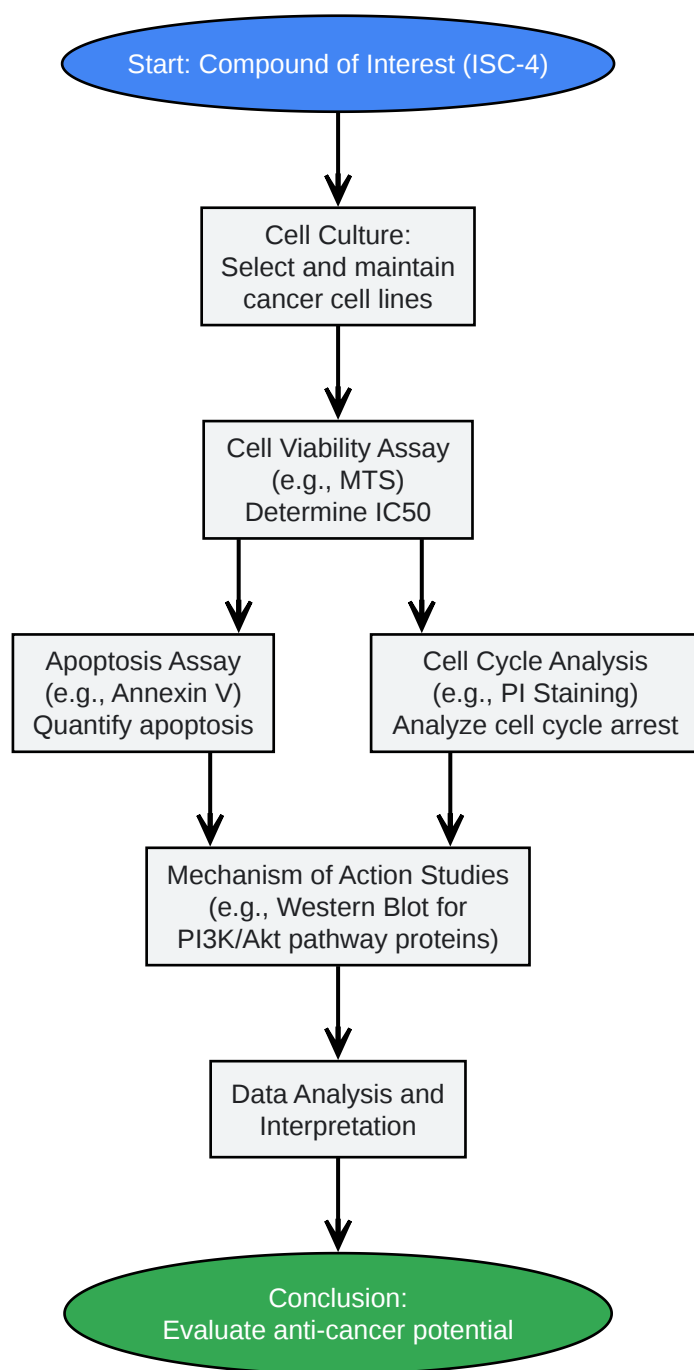 Start: Compound of Interest (ISC-4)
Cell Culture:
Select and maintain
cancer cell lines
Cell Viability Assay
(e.g., MTS)
Determine IC50
Apoptosis Assay
(e.g., Annexin V)
Quantify apoptosis
Cell Cycle Analysis
(e.g., PI Staining)
Analyze cell cycle arrest
Mechanism of Action Studies
(e.g., Western Blot for
PI3K/Akt pathway proteins)
Data Analysis and
Interpretation
Conclusion:
Evaluate anti-cancer potential